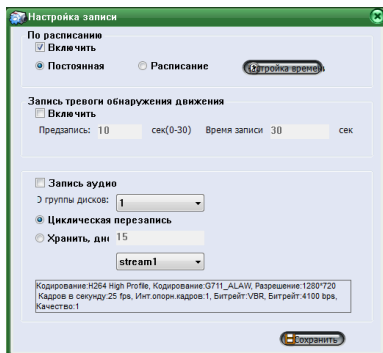 Настройка записи
По расписанию
Включить
Постоянная Расписание тройка времени
Запись тревоги обнаружения движения
Включить
Предзапись: 10 сек(0-30) Время записи 30 сек
Запись аудио
группы дисков: 1
Циклическая перезапись
Хранить, дне 15
stream1
Кодирование:H264 High Profile, Кодирование:G711_ALAW, Разрешение:1280*720
Кадров в секунду:25 fps, Инт.опорн.кадров:1, Битрейт:VBR, Битрейт:4100 bps,
Качество:1
Сохранить